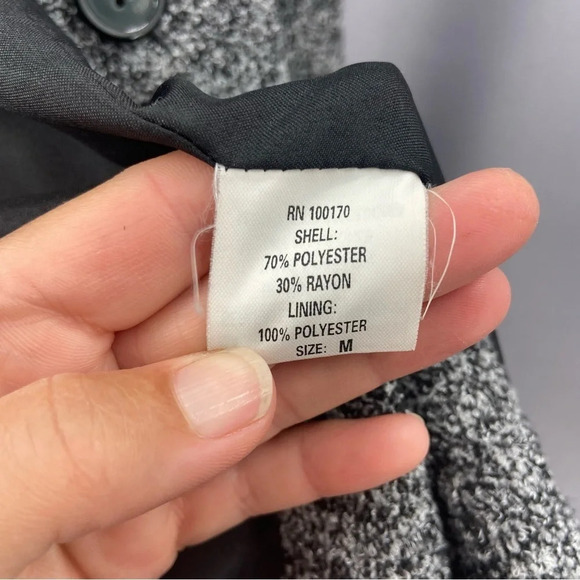 RN 100170
SHELL:
70% POLYESTER
30% RAYON
LINING:
100% POLYESTER
SIZE: M